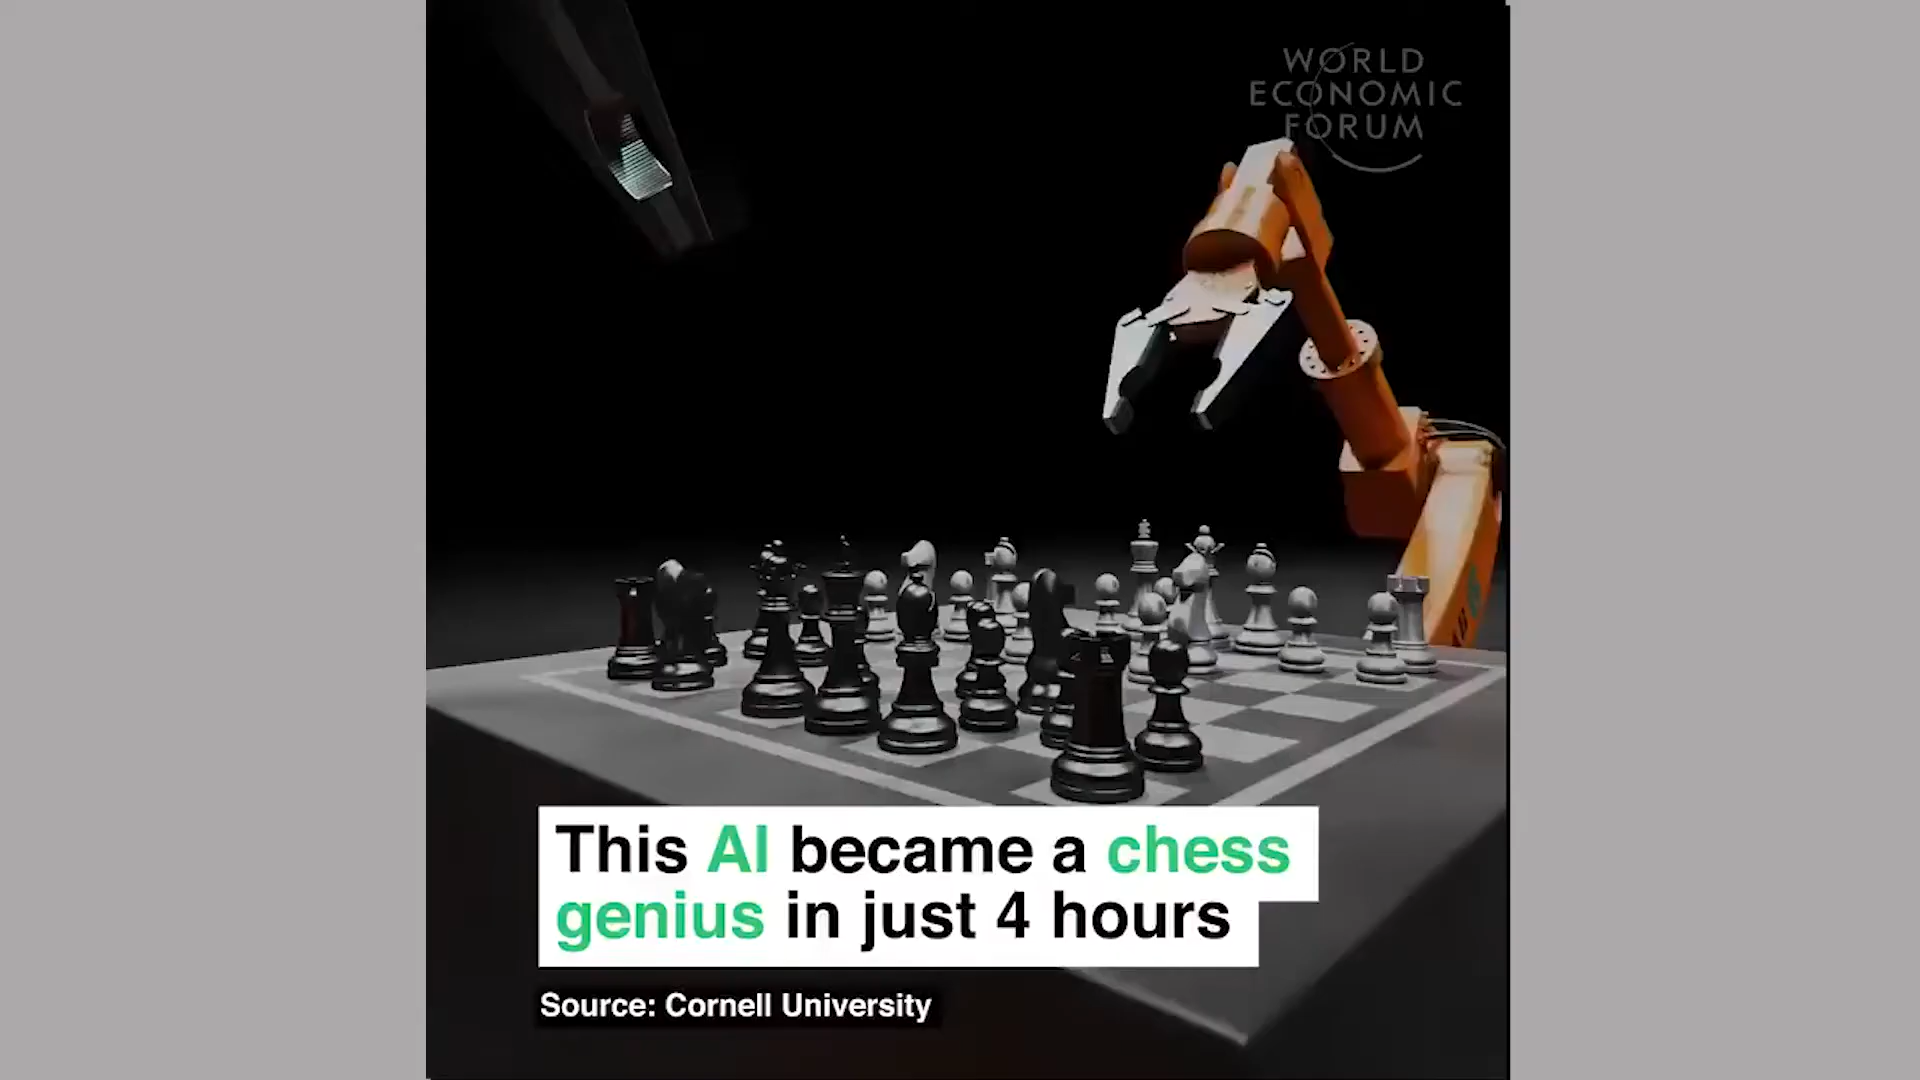 WORLD
ECONOMIC
FORUM
This AI became a chess
genius in just 4 hours
Source: Cornell University